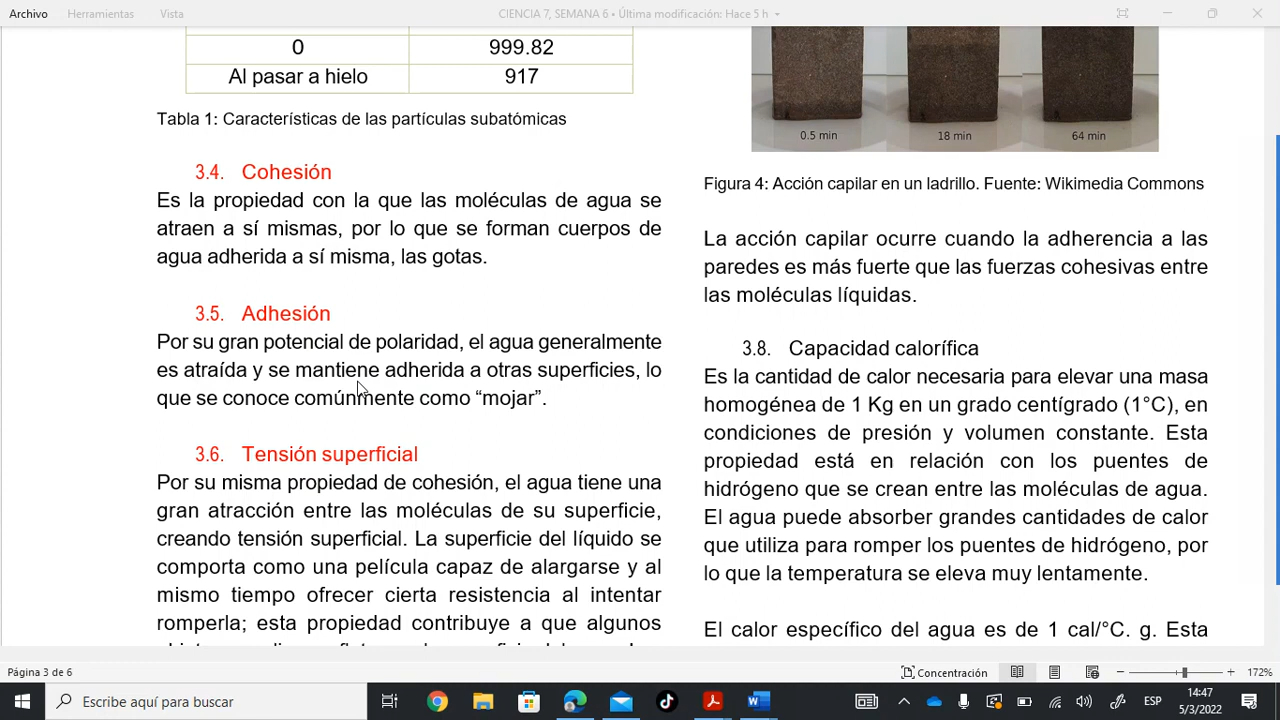 Archivo
Herramientas
Vista
CIENCIA 7, SEMANA 6 • Última modificación: Hace 5 h
0 999.82
Al pasar a hielo 917
Tabla 1: Características de las partículas subatómicas
3.4. Cohesión
Es la propiedad con la que las moléculas de agua se
atraen a sí mismas, por lo que se forman cuerpos de
agua adherida a sí misma, las gotas.
3.5. Adhesión
Por su gran potencial de polaridad, el agua generalmente
es atraída y se mantiene adherida a otras superficies, lo
que se conoce comúnmente como “mojar”.
3.6. Tensión superficial
Por su misma propiedad de cohesión, el agua tiene una
gran atracción entre las moléculas de su superficie,
creando tensión superficial. La superficie del líquido se
comporta como una película capaz de alargarse y al
mismo tiempo ofrecer cierta resistencia al intentar
romperla; esta propiedad contribuye a que algunos
0.5 min
18 min
64 min
Figura 4: Acción capilar en un ladrillo. Fuente: Wikimedia Commons
La acción capilar ocurre cuando la adherencia a las
paredes es más fuerte que las fuerzas cohesivas entre
las moléculas líquidas.
3.8. Capacidad calorífica
Es la cantidad de calor necesaria para elevar una masa
homogénea de 1 Kg en un grado centígrado (1°C), en
condiciones de presión y volumen constante. Esta
propiedad está en relación con los puentes de
hidrógeno que se crean entre las moléculas de agua.
El agua puede absorber grandes cantidades de calor
que utiliza para romper los puentes de hidrógeno, por
lo que la temperatura se eleva muy lentamente.
El calor específico del agua es de 1 cal/°C. g. Esta
Página 3 de 6
Concentración
172%
Escribe aquí para buscar
ESP
14:47
5/3/2022